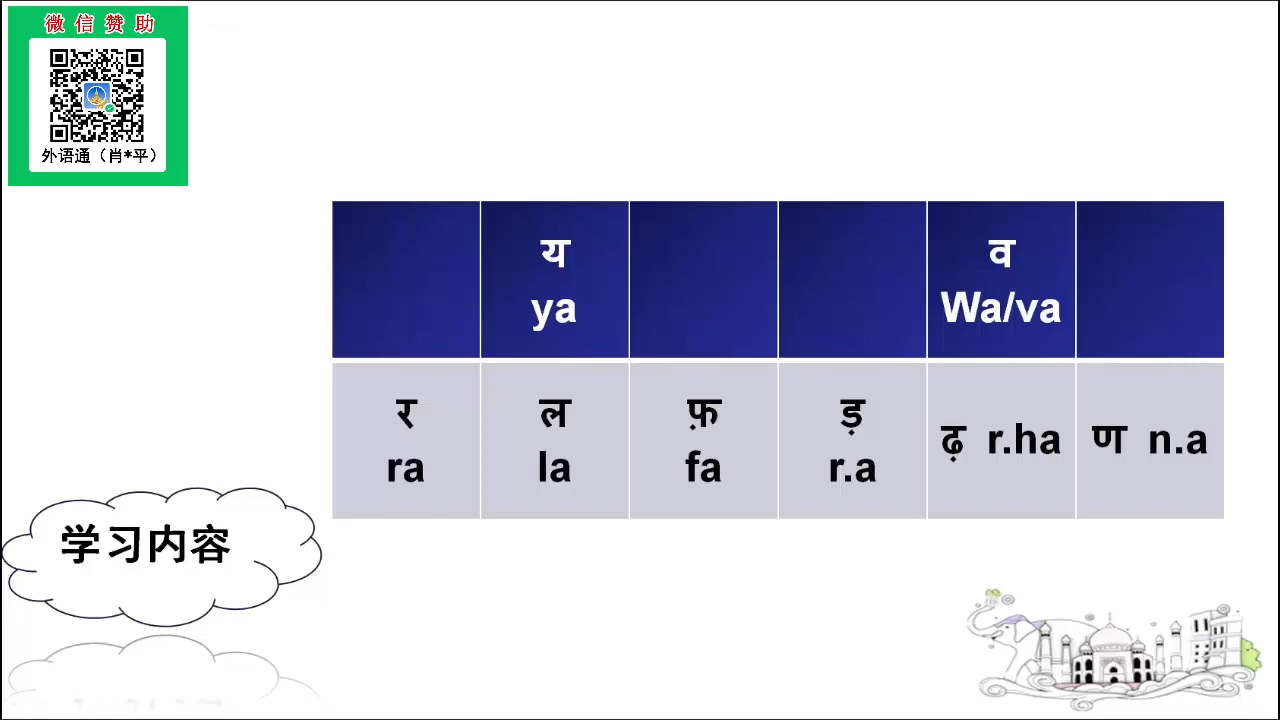 微 信 赞 助
外语通（肖*平）
य
ya
व
Wa/va
र
ra
ल
la
फ़
fa
ड़
r.a
ढ़ r.ha
ण n.a
学习内容